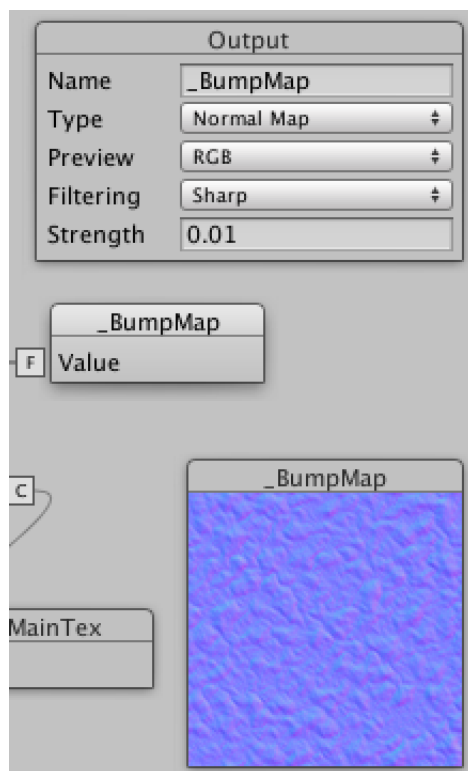 Output
Name _BumpMap
Type Normal Map
Preview RGB
Filtering Sharp
Strength 0.01
_BumpMap
F Value
C
_BumpMap
MainTex